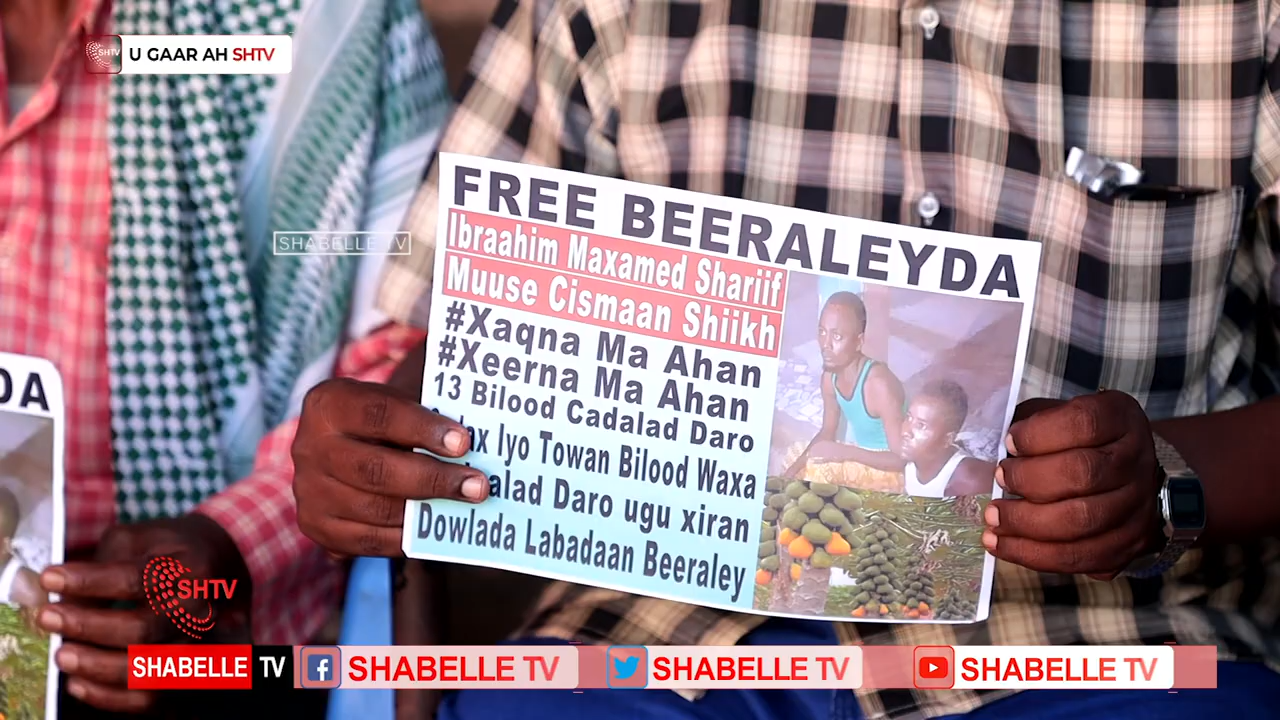 SHTV U GAAR AH SHTV
SHABELLE TV
FREE BEERALEYDA
Ibraahim Maxamed Shariif
Muuse Cismaan Shiikh
#Xaqna Ma Ahan
#Xeerna Ma Ahan
13 Bilood Cadalad Daro
Iyo Towan Bilood Waxa
Daro ugu xiran
Dowlada Labadaan Beeraley
DA
SHTV
SHABELLE TV
SHABELLE TV
SHABELLE TV
SHABELLE TV